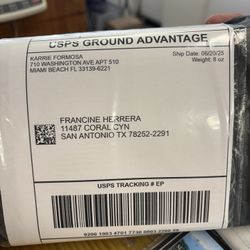 USPS GROUND ADVANTAGE
KARRIE FORMOSA
710 WASHINGTON AVE APT 510
MIAMI BEACH FL 33139-6221
Ship Date: 06/20/25
Weight: 8 oz
FRANCINE HERRERA
11487 CORAL CYN
SAN ANTONIO TX 78252-2291
USPS TRACKING # EP